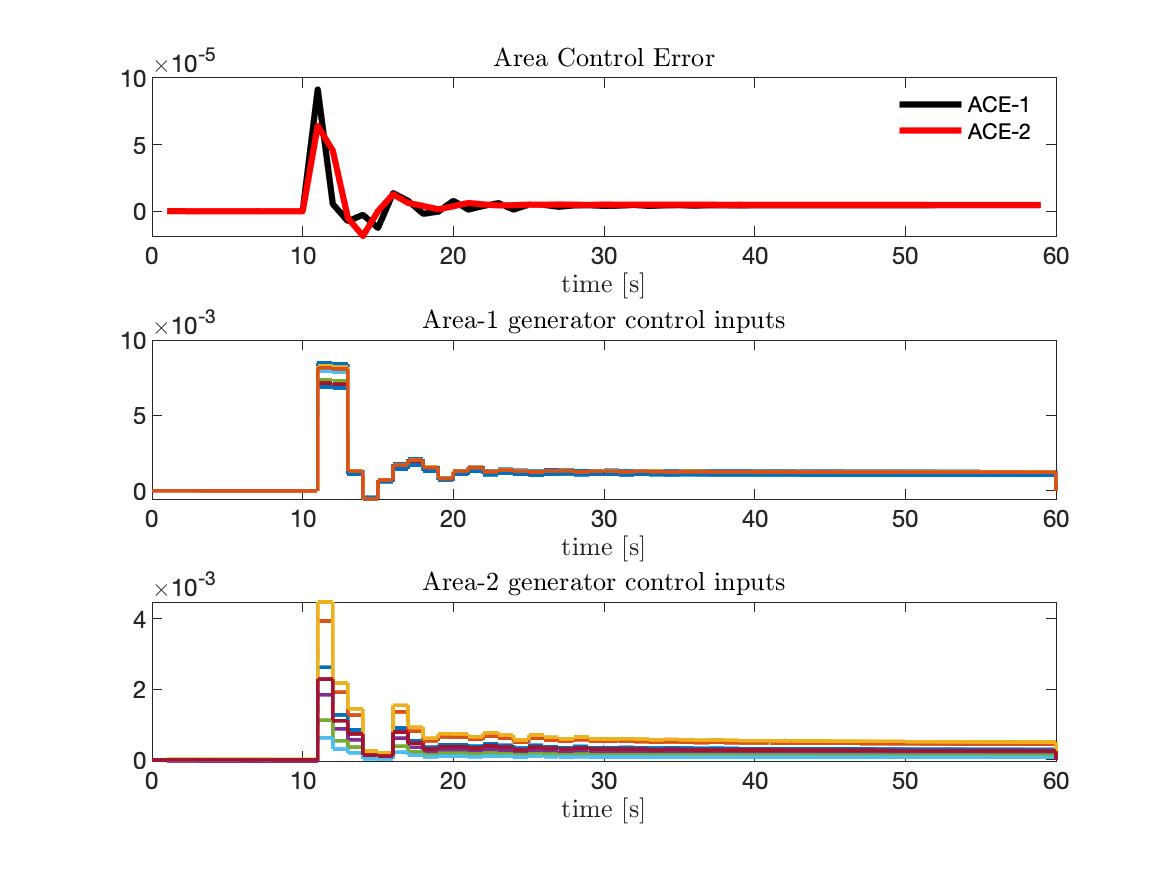 ×10-5
Area Control Error
10
5
0
ACE-1
ACE-2
0 10 20 30 40 50 60
time [s]
×10-3
Area-1 generator control inputs
10
5
0
0 10 20 30 40 50 60
time [s]
×10-3
Area-2 generator control inputs
4
2
0
0 10 20 30 40 50 60
time [s]